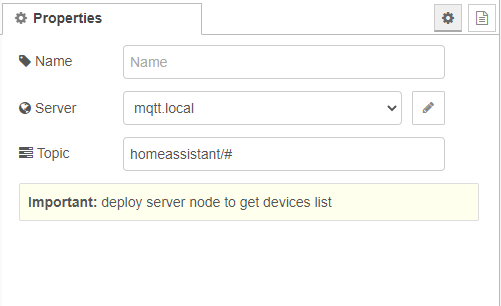 Properties
Name
Name
Server
mqtt.local
Topic
homeassistant/#
Important: deploy server node to get devices list